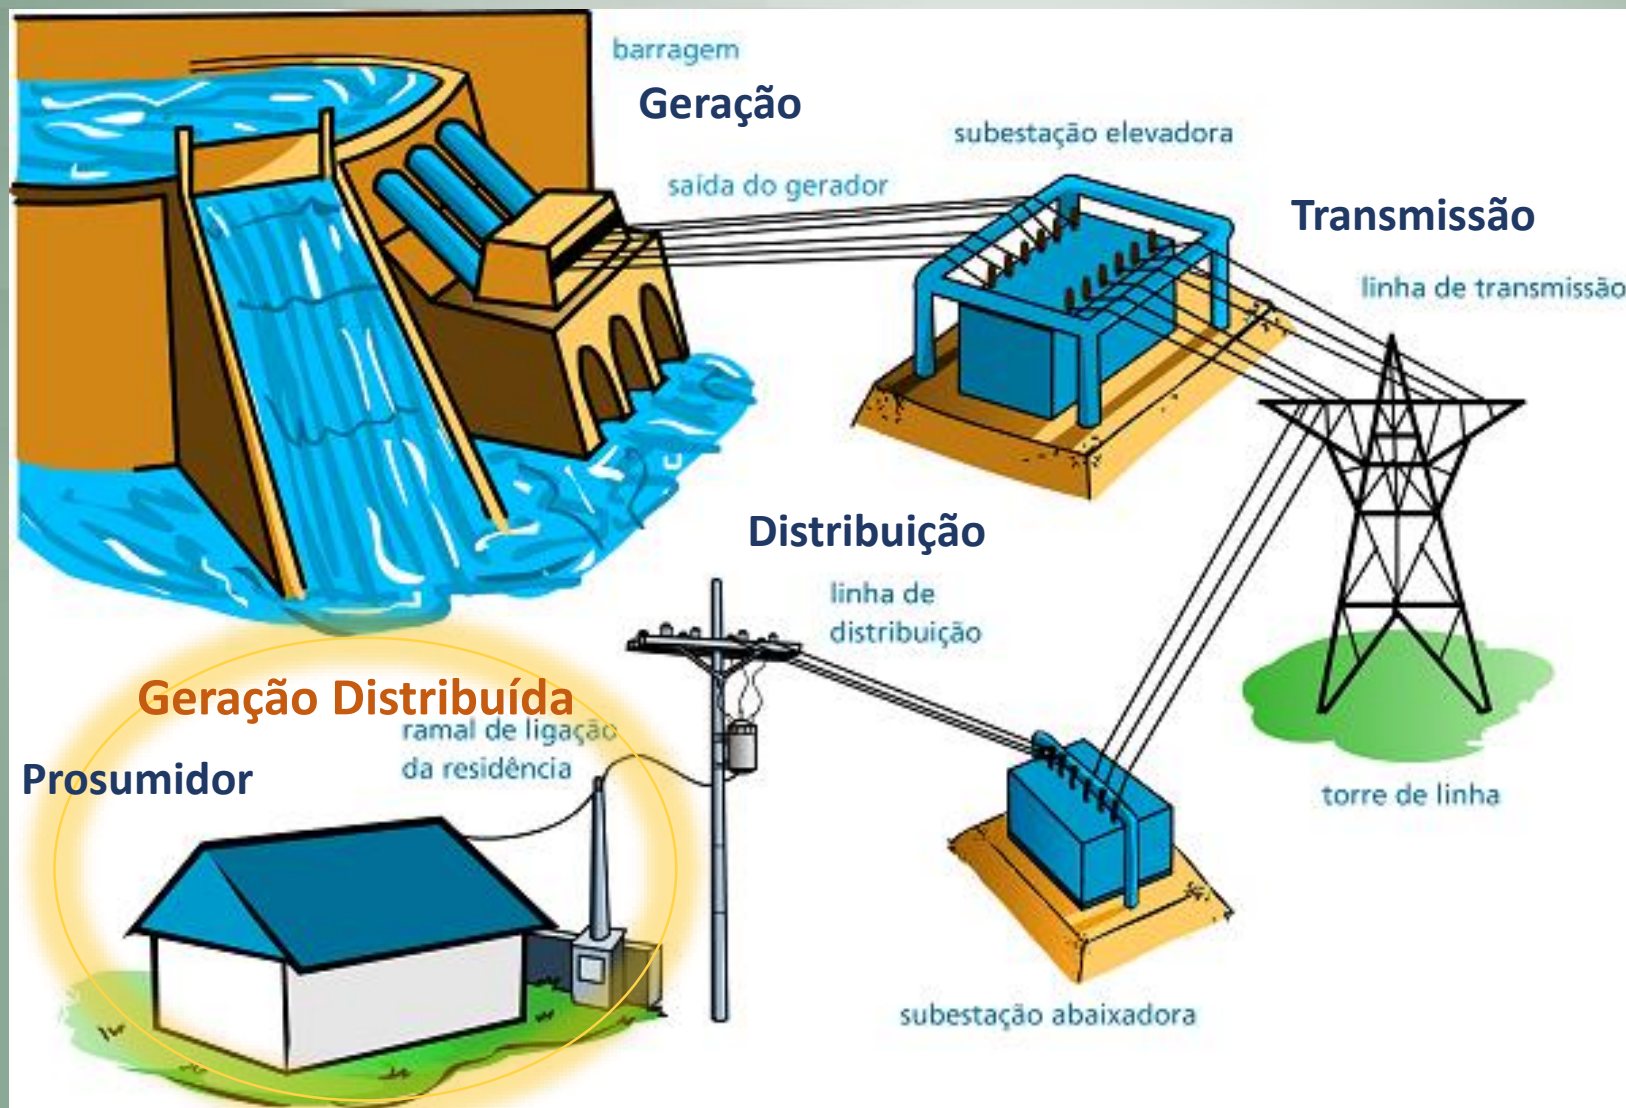 barragem
Geração
saída do gerador
subestação elevadora
Transmissão
linha de transmissão
Distribuição
linha de
distribuição
Geração Distribuída
ramal de ligação
da residência
Prosumidor
torre de linha
subestação abaixadora